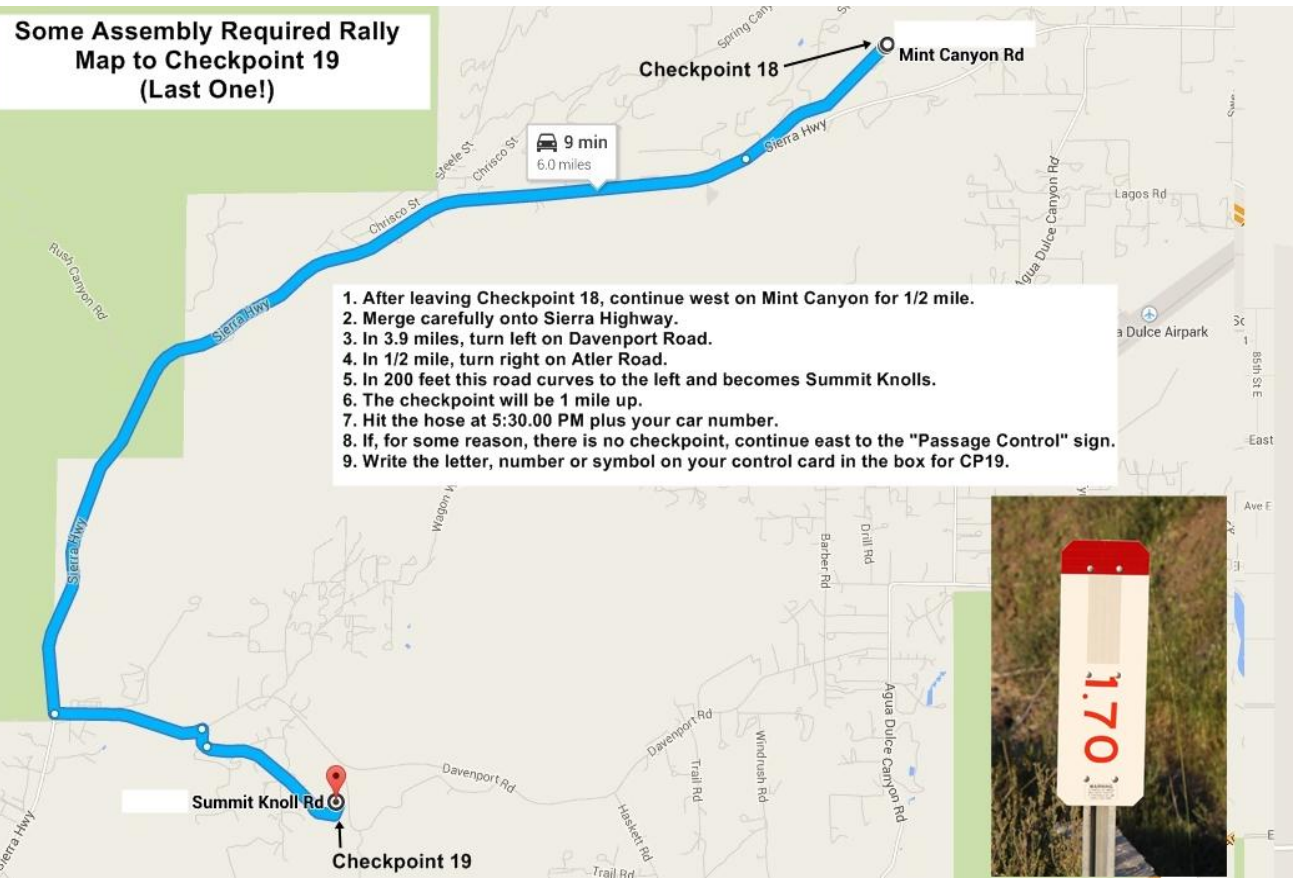 Some Assembly Required Rally
Map to Checkpoint 19
(Last One!)
Spring Cany
Checkpoint 18
Mint Canyon Rd
Sierra Hwy
9 min
6.0 miles
Steele St
Chrisco St
Chrisco St
Agua Dulce Canyon Rd
Lagos Rd
Rush Canyon Rd
Sierra Hwy
1. After leaving Checkpoint 18, continue west on Mint Canyon for 1/2 mile.
2. Merge carefully onto Sierra Highway.
3. In 3.9 miles, turn left on Davenport Road.
4. In 1/2 mile, turn right on Atler Road.
5. In 200 feet this road curves to the left and becomes Summit Knolls.
6. The checkpoint will be 1 mile up.
7. Hit the hose at 5:30.00 PM plus your car number.
8. If, for some reason, there is no checkpoint, continue east to the "Passage Control" sign.
9. Write the letter, number or symbol on your control card in the box for CP19.
a Dulce Airpark
85th St E
East
Ave E
Wagon W
Barber Rd
Drill Rd
Sierra Hwy
1.70
WARNING
Agua Dulce Canyon Rd
Davenport Rd
Windrush Rd
Trail Rd
Davenport Rd
Haskett Rd
Summit Knoll Rd
Sierra Hwy
Checkpoint 19
Trail Rd